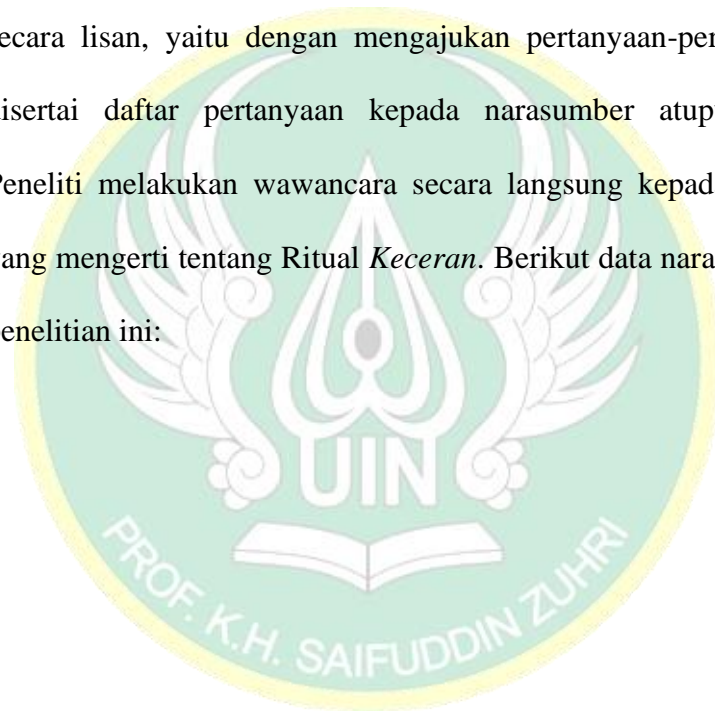 secara lisan, yaitu dengan mengajukan pertanyaan-per
disertai daftar pertanyaan kepada narasumber atup
Peneliti melakukan wawancara secara langsung kepad
yang mengerti tentang Ritual Keceran. Berikut data nara
penelitian ini:
UIN
PROF. K.H. SAIFUDDIN ZUHRI